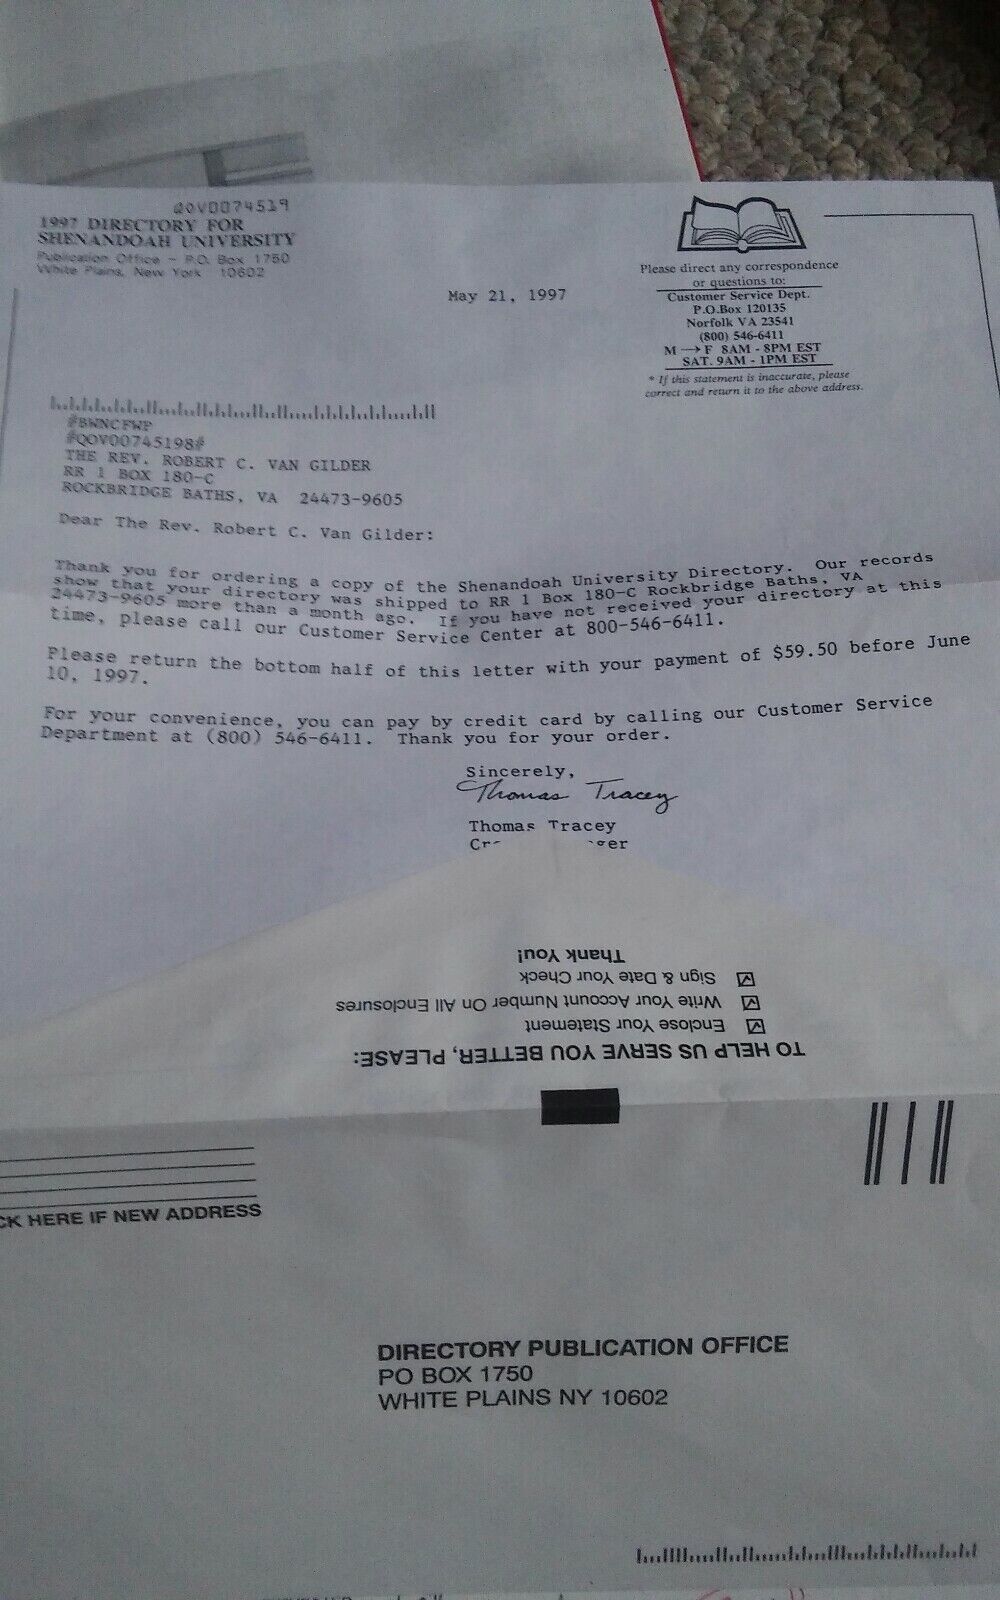 QOV0074519
1997 DIRECTORY FOR
SHENANDOAH UNIVERSITY
Publication Office - P.O. Box 1750
White Plains, New York 10602
May 21, 1997
Please direct any correspondence
or questions to:
Customer Service Dept.
P.O.Box 120135
Norfolk VA 23541
(800) 546-6411
M → F 8AM - 8PM EST
SAT. 9AM - 1PM EST
* If this statement is inaccurate, please
correct and return it to the above address.
#BWNCFWP
#QOV00745198#
THE REV. ROBERT C. VAN GILDER
RR 1 BOX 180-C
ROCKBRIDGE BATHS, VA 24473-9605
Dear The Rev. Robert C. Van Gilder:
Thank you for ordering a copy of the Shenandoah University Directory. Our records
show that your directory was shipped to RR 1 Box 180-C Rockbridge Baths, VA
24473-9605 more than a month ago. If you have not received your directory at this
time, please call our Customer Service Center at 800-546-6411.
Please return the bottom half of this letter with your payment of $59.50 before June
10, 1997.
For your convenience, you can pay by credit card by calling our Customer Service
Department at (800) 546-6411. Thank you for your order.
Sincerely,
Thomas Tracey
Thomas Tracey
TO HELP US SERVE YOU BETTER, PLEASE:
☑ Enclose Your Statement
☑ Write Your Account Number On All Enclosures
☑ Sign & Date Your Check
Thank You!
CK HERE IF NEW ADDRESS
DIRECTORY PUBLICATION OFFICE
PO BOX 1750
WHITE PLAINS NY 10602